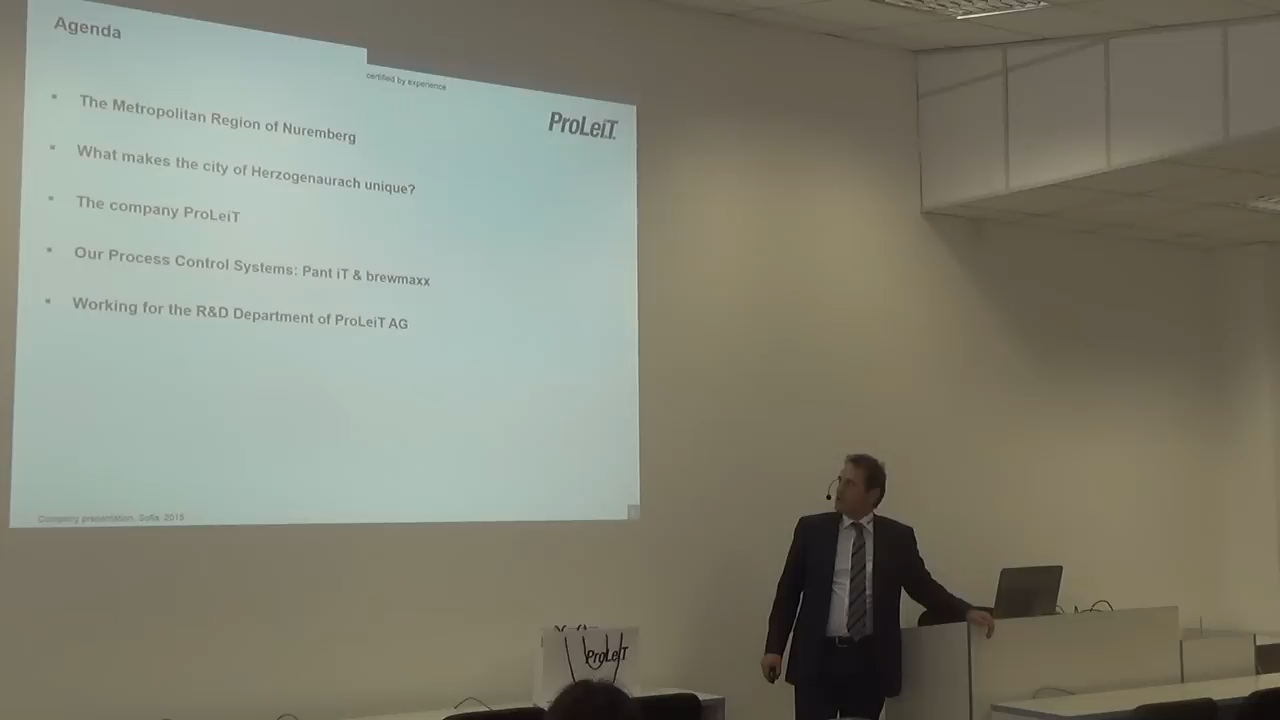 Agenda
certified by experience
ProLeiT
The Metropolitan Region of Nuremberg
What makes the city of Herzogenaurach unique?
The company ProLeiT
Our Process Control Systems: Pant iT & brewmaxx
Working for the R&D Department of ProLeiT AG
Company presentation, Sofia, 2015
ProLeiT